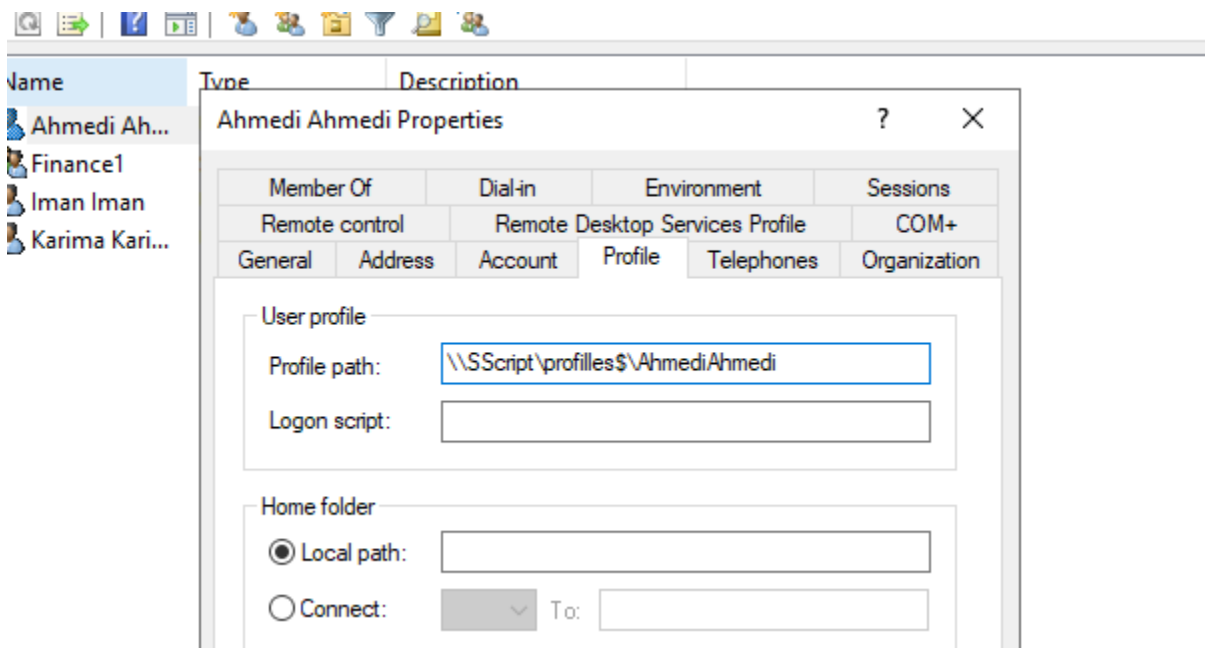 Name Type Description
Ahmedi Ah...
Finance1
Iman Iman
Karima Kari...
Ahmedi Ahmedi Properties ?
Member Of Dial-in Environment Sessions
Remote control Remote Desktop Services Profile COM+
General Address Account Profile Telephones Organization
User profile
Profile path: \\SScript\profilles$\AhmediAhmedi
Logon script:
Home folder
Local path:
Connect: To: